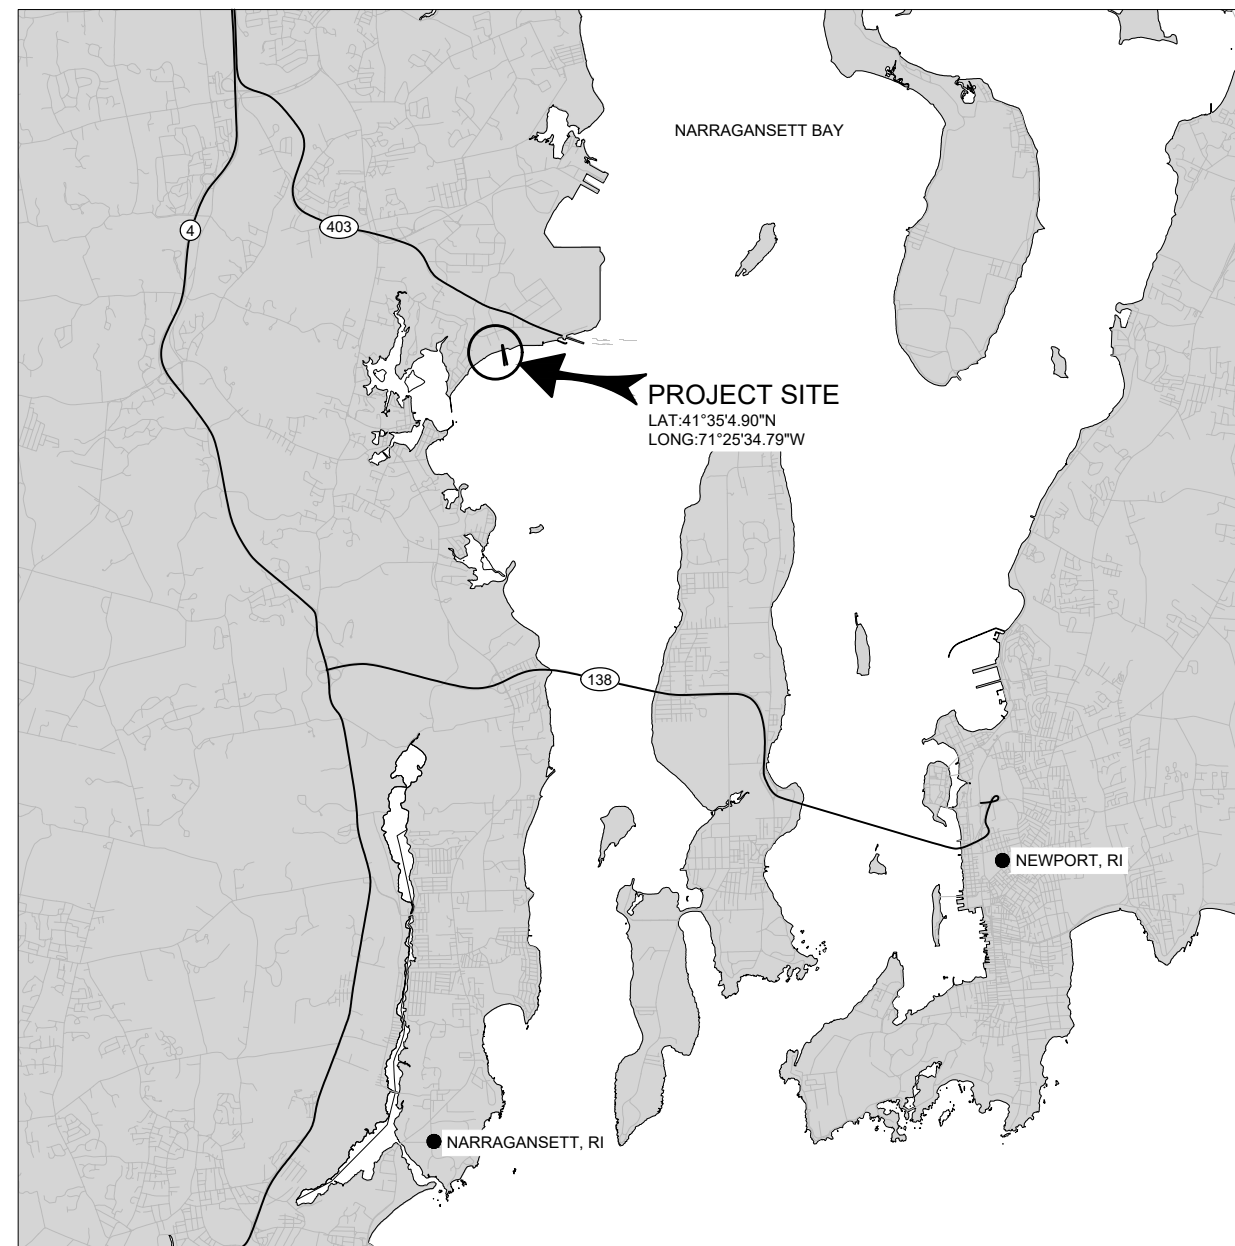 NARRAGANSETT BAY
4
403
PROJECT SITE
LAT:41°35'4.90"N
LONG:71°25'34.79"W
138
NEWPORT, RI
NARRAGANSETT, RI